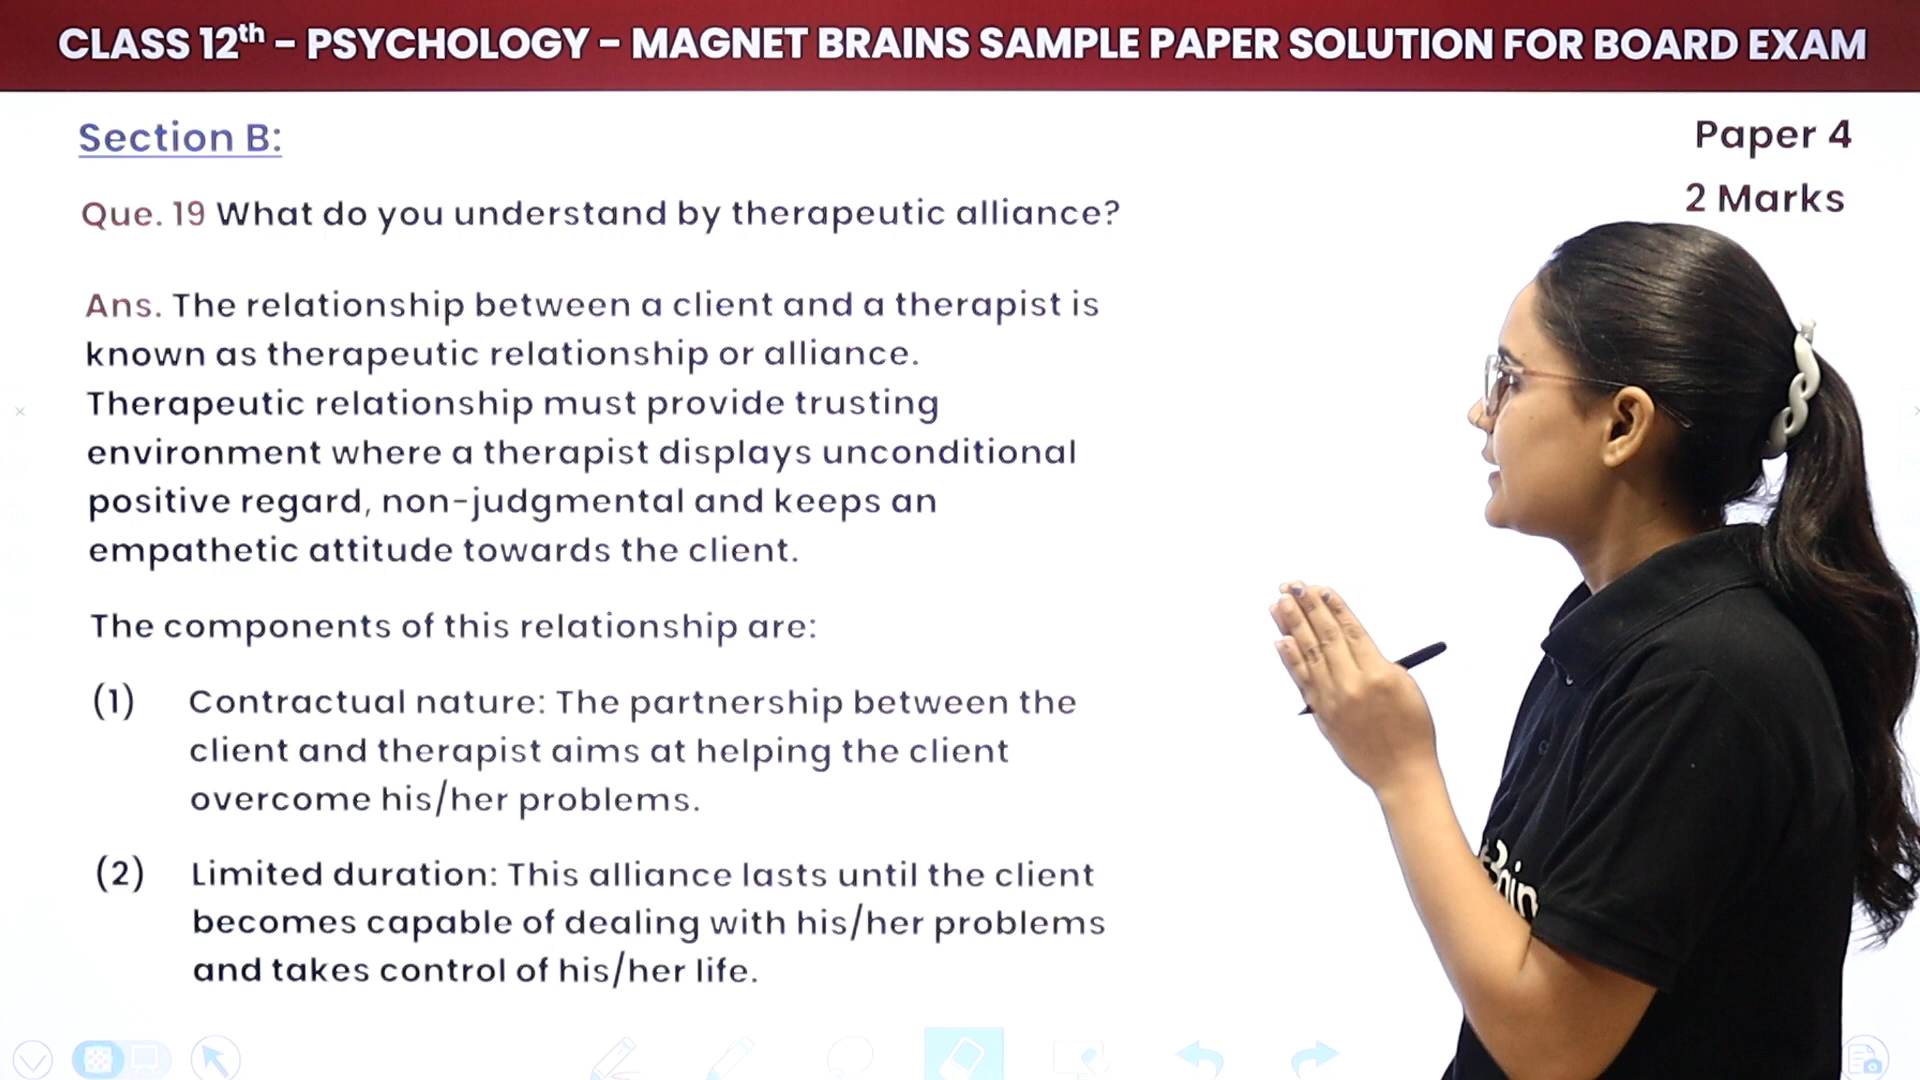 CLASS 12th – PSYCHOLOGY – MAGNET BRAINS SAMPLE PAPER SOLUTION FOR BOARD EXAM
Section B:
Paper 4
2 Marks
Que. 19 What do you understand by therapeutic alliance?
Ans. The relationship between a client and a therapist is
known as therapeutic relationship or alliance.
Therapeutic relationship must provide trusting
environment where a therapist displays unconditional
positive regard, non-judgmental and keeps an
empathetic attitude towards the client.
The components of this relationship are:
(1) Contractual nature: The partnership between the
client and therapist aims at helping the client
overcome his/her problems.
(2) Limited duration: This alliance lasts until the client
becomes capable of dealing with his/her problems
and takes control of his/her life.